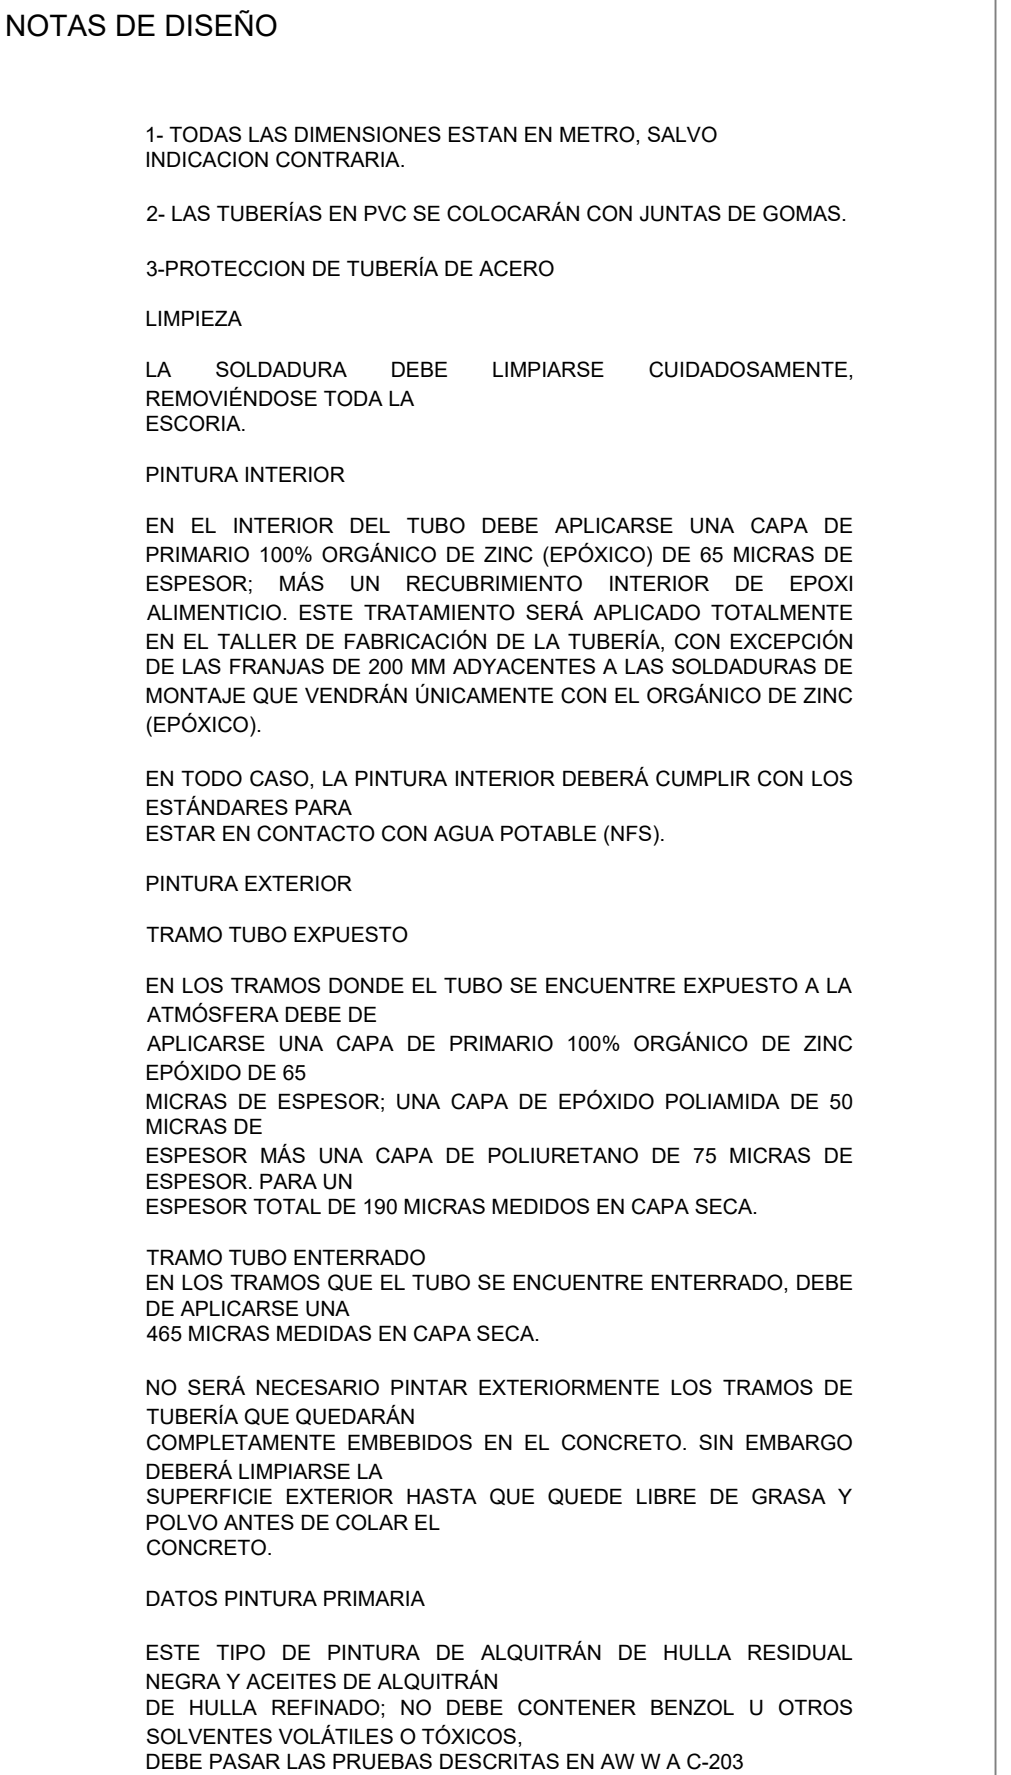 NOTAS DE DISEÑO
1- TODAS LAS DIMENSIONES ESTAN EN METRO, SALVO
INDICACION CONTRARIA.
2- LAS TUBERÍAS EN PVC SE COLOCARÁN CON JUNTAS DE GOMAS.
3-PROTECCION DE TUBERÍA DE ACERO
LIMPIEZA
LA SOLDADURA DEBE LIMPIARSE CUIDADOSAMENTE,
REMOVIÉNDOSE TODA LA
ESCORIA.
PINTURA INTERIOR
EN EL INTERIOR DEL TUBO DEBE APLICARSE UNA CAPA DE
PRIMARIO 100% ORGÁNICO DE ZINC (EPÓXICO) DE 65 MICRAS DE
ESPESOR; MÁS UN RECUBRIMIENTO INTERIOR DE EPOXI
ALIMENTICIO. ESTE TRATAMIENTO SERÁ APLICADO TOTALMENTE
EN EL TALLER DE FABRICACIÓN DE LA TUBERÍA, CON EXCEPCIÓN
DE LAS FRANJAS DE 200 MM ADYACENTES A LAS SOLDADURAS DE
MONTAJE QUE VENDRÁN ÚNICAMENTE CON EL ORGÁNICO DE ZINC
(EPÓXICO).
EN TODO CASO, LA PINTURA INTERIOR DEBERÁ CUMPLIR CON LOS
ESTÁNDARES PARA
ESTAR EN CONTACTO CON AGUA POTABLE (NFS).
PINTURA EXTERIOR
TRAMO TUBO EXPUESTO
EN LOS TRAMOS DONDE EL TUBO SE ENCUENTRE EXPUESTO A LA
ATMÓSFERA DEBE DE
APLICARSE UNA CAPA DE PRIMARIO 100% ORGÁNICO DE ZINC
EPÓXIDO DE 65
MICRAS DE ESPESOR; UNA CAPA DE EPÓXIDO POLIAMIDA DE 50
MICRAS DE
ESPESOR MÁS UNA CAPA DE POLIURETANO DE 75 MICRAS DE
ESPESOR. PARA UN
ESPESOR TOTAL DE 190 MICRAS MEDIDOS EN CAPA SECA.
TRAMO TUBO ENTERRADO
EN LOS TRAMOS QUE EL TUBO SE ENCUENTRE ENTERRADO, DEBE
DE APLICARSE UNA
465 MICRAS MEDIDAS EN CAPA SECA.
NO SERÁ NECESARIO PINTAR EXTERIORMENTE LOS TRAMOS DE
TUBERÍA QUE QUEDARÁN
COMPLETAMENTE EMBEBIDOS EN EL CONCRETO. SIN EMBARGO
DEBERÁ LIMPIARSE LA
SUPERFICIE EXTERIOR HASTA QUE QUEDE LIBRE DE GRASA Y
POLVO ANTES DE COLAR EL
CONCRETO.
DATOS PINTURA PRIMARIA
ESTE TIPO DE PINTURA DE ALQUITRÁN DE HULLA RESIDUAL
NEGRA Y ACEITES DE ALQUITRÁN
DE HULLA REFINADO; NO DEBE CONTENER BENZOL U OTROS
SOLVENTES VOLÁTILES O TÓXICOS,
DEBE PASAR LAS PRUEBAS DESCRITAS EN AW W A C-203